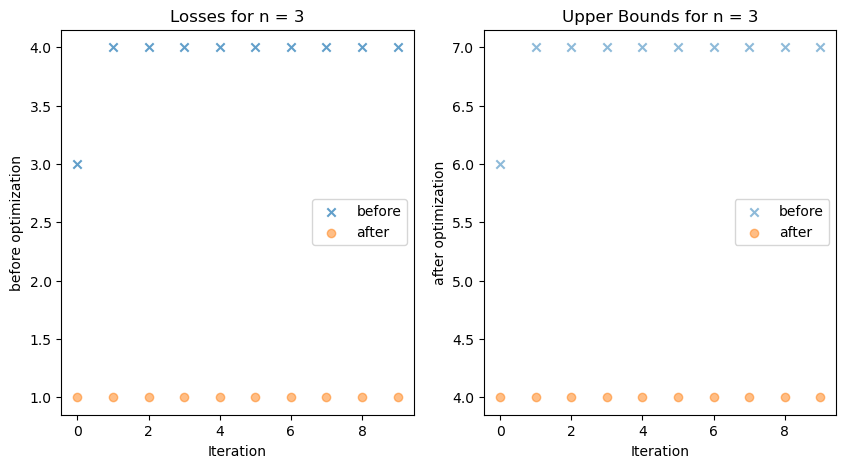 Losses for n = 3
before optimization
4.0
3.5
3.0
2.5
2.0
1.5
1.0
before
after
0
2
4
6
8
Iteration
Upper Bounds for n = 3
after optimization
7.0
6.5
6.0
5.5
5.0
4.5
4.0
before
after
0
2
4
6
8
Iteration